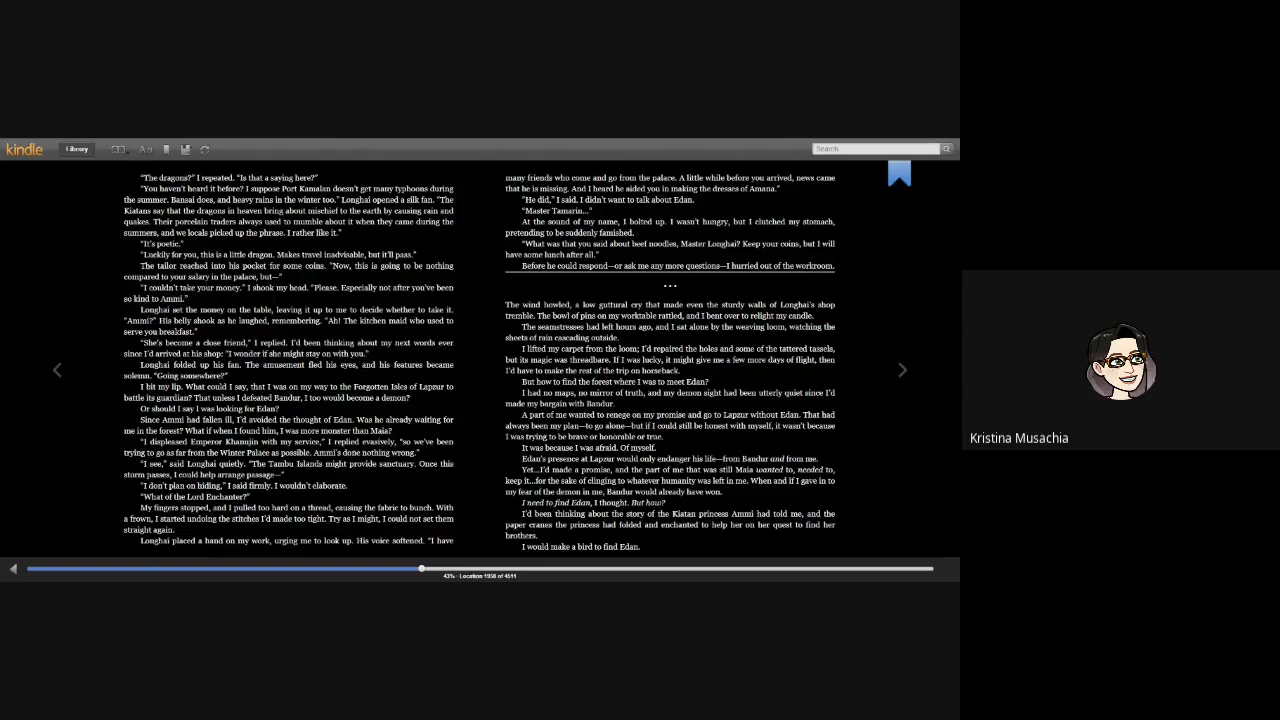 kindle
Library
Aa
Search
“The dragons?” I repeated. “Is that a saying here?”
“You haven’t heard it before? I suppose Port Kamalan doesn’t get many typhoons during
the summer. Bansai does, and heavy rains in the winter too.” Longhai opened a silk fan. “The
Kiatans say that the dragons in heaven bring about mischief to the earth by causing rain and
quakes. Their porcelain traders always used to mumble about it when they came during the
summers, and we locals picked up the phrase. I rather like it.”
“It’s poetic.”
“Luckily for you, this is a little dragon. Makes travel inadvisable, but it’ll pass.”
The tailor reached into his pocket for some coins. “Now, this is going to be nothing
compared to your salary in the palace, but—”
“I couldn’t take your money.” I shook my head. “Please. Especially not after you’ve been
so kind to Ammi.”
Longhai set the money on the table, leaving it up to me to decide whether to take it.
“Ammi?” His belly shook as he laughed, remembering. “Ah! The kitchen maid who used to
serve you breakfast.”
“She’s become a close friend,” I replied. I’d been thinking about my next words ever
since I’d arrived at his shop: “I wonder if she might stay on with you.”
Longhai folded up his fan. The amusement fled his eyes, and his features became
solemn. “Going somewhere?”
I bit my lip. What could I say, that I was on my way to the Forgotten Isles of Lapzur to
battle its guardian? That unless I defeated Bandur, I too would become a demon?
Or should I say I was looking for Edan?
Since Ammi had fallen ill, I’d avoided the thought of Edan. Was he already waiting for
me in the forest? What if when I found him, I was more monster than Maia?
“I displeased Emperor Khanujin with my service,” I replied evasively, “so we’ve been
trying to go as far from the Winter Palace as possible. Ammi’s done nothing wrong.”
“I see,” said Longhai quietly. “The Tambu Islands might provide sanctuary. Once this
storm passes, I could help arrange passage—”
“I don’t plan on hiding,” I said firmly. I wouldn’t elaborate.
“What of the Lord Enchanter?”
My fingers stopped, and I pulled too hard on a thread, causing the fabric to bunch. With
a frown, I started undoing the stitches I’d made too tight. Try as I might, I could not set them
straight again.
Longhai placed a hand on my work, urging me to look up. His voice softened. “I have
many friends who come and go from the palace. A little while before you arrived, news came
that he is missing. And I heard he aided you in making the dresses of Amana.”
“He did,” I said. I didn’t want to talk about Edan.
“Master Tamarin...”
At the sound of my name, I bolted up. I wasn’t hungry, but I clutched my stomach,
pretending to be suddenly famished.
“What was that you said about beef noodles, Master Longhai? Keep your coins, but I will
have some lunch after all.”
Before he could respond—or ask me any more questions—I hurried out of the workroom.
•••
The wind howled, a low guttural cry that made even the sturdy walls of Longhai’s shop
tremble. The bowl of pins on my worktable rattled, and I bent over to relight my candle.
The seamstresses had left hours ago, and I sat alone by the weaving loom, watching the
sheets of rain cascading outside.
I lifted my carpet from the loom; I’d repaired the holes and some of the tattered tassels,
but its magic was threadbare. If I was lucky, it might give me a few more days of flight, then
I’d have to make the rest of the trip on horseback.
But how to find the forest where I was to meet Edan?
I had no maps, no mirror of truth, and my demon sight had been utterly quiet since I’d
made my bargain with Bandur.
A part of me wanted to renege on my promise and go to Lapzur without Edan. That had
always been my plan—to go alone—but if I could still be honest with myself, it wasn’t because
I was trying to be brave or honorable or true.
It was because I was afraid. Of myself.
Edan’s presence at Lapzur would only endanger his life—from Bandur and from me.
Yet...I’d made a promise, and the part of me that was still Maia wanted to, needed to,
keep it...for the sake of clinging to whatever humanity was left in me. When and if I gave in to
my fear of the demon in me, Bandur would already have won.
I need to find Edan, I thought. But how?
I’d been thinking about the story of the Kiatan princess Ammi had told me, and the
paper cranes the princess had folded and enchanted to help her on her quest to find her
brothers.
I would make a bird to find Edan.
43% · Location 1958 of 4511
Kristina Musachia